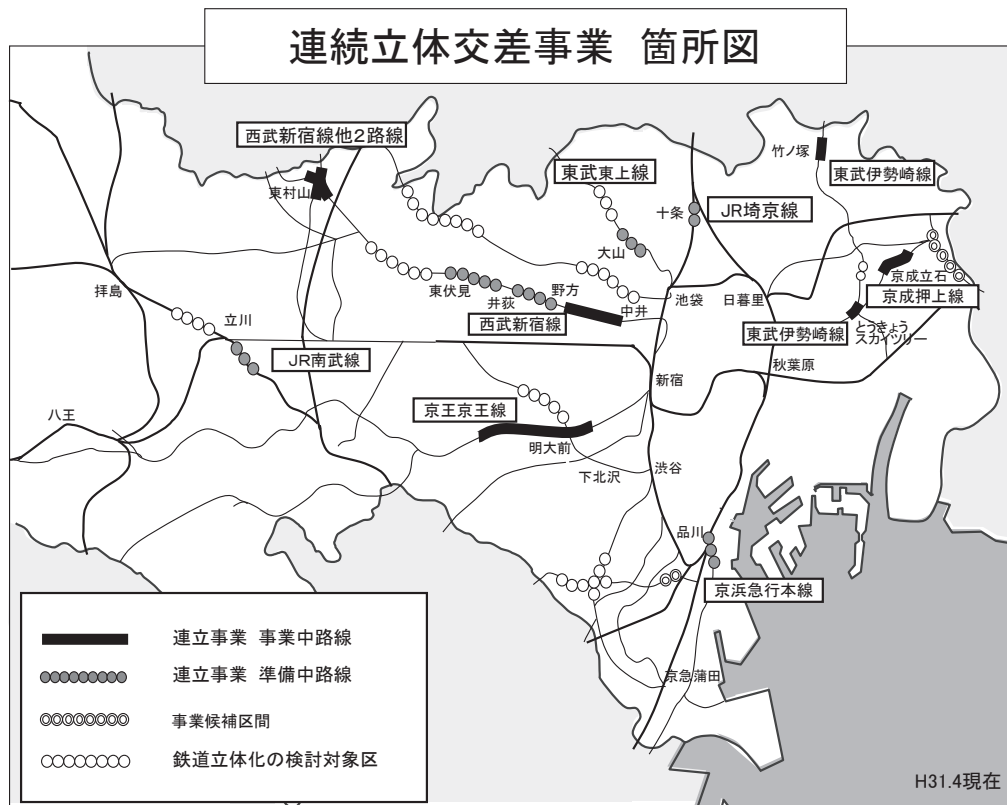 連続立体交差事業 箇所図
西武新宿線他2路線
東村山
東武東上線
竹ノ塚
東武伊勢崎線
十条
JR埼京線
大山
拝島
立川
東伏見
井荻
野方
中井
池袋
日暮里
京成立石
京成押上線
西武新宿線
東武伊勢崎線
とうきょう
スカイツリー
JR南武線
秋葉原
新宿
八王
京王京王線
明大前
下北沢
渋谷
品川
京浜急行本線
京急蒲田
連立事業 事業中路線
連立事業 準備中路線
事業候補区間
鉄道立体化の検討対象区
H31.4現在